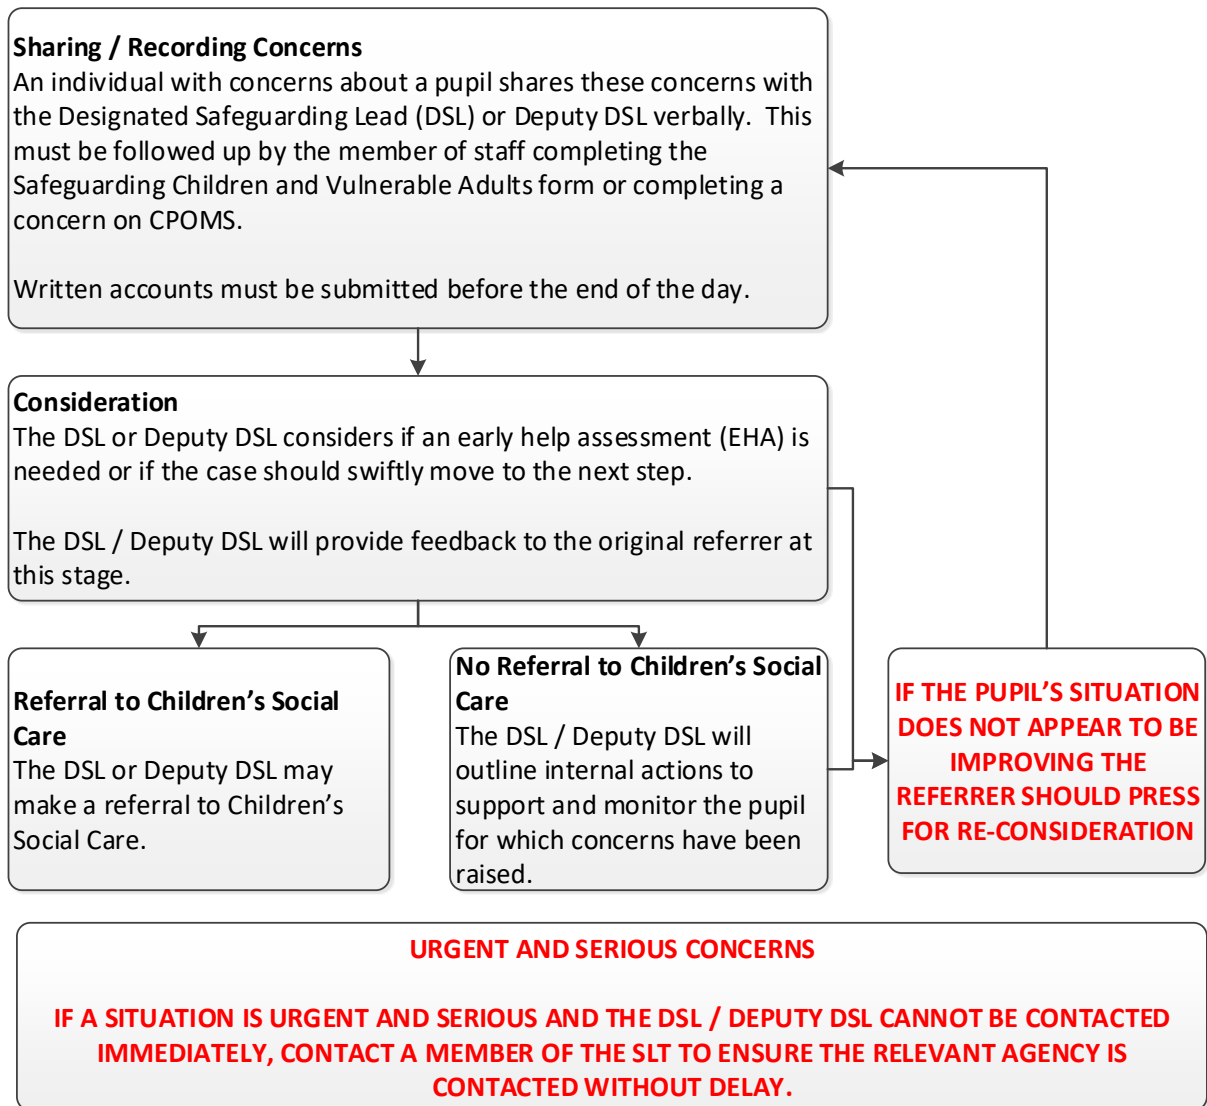 Sharing / Recording Concerns
An individual with concerns about a pupil shares these concerns with
the Designated Safeguarding Lead (DSL) or Deputy DSL verbally.  This
must be followed up by the member of staff completing the
Safeguarding Children and Vulnerable Adults form or completing a
concern on CPOMS.
Written accounts must be submitted before the end of the day.
Consideration
The DSL or Deputy DSL considers if an early help assessment (EHA) is
needed or if the case should swiftly move to the next step.
The DSL / Deputy DSL will provide feedback to the original referrer at
this stage.
Referral to Children’s Social
Care
The DSL or Deputy DSL may
make a referral to Children’s
Social Care.
No Referral to Children’s Social
Care
The DSL / Deputy DSL will
outline internal actions to
support and monitor the pupil
for which concerns have been
raised.
IF THE PUPIL’S SITUATION
DOES NOT APPEAR TO BE
IMPROVING THE
REFERRER SHOULD PRESS
FOR RE-CONSIDERATION
URGENT AND SERIOUS CONCERNS
IF A SITUATION IS URGENT AND SERIOUS AND THE DSL / DEPUTY DSL CANNOT BE CONTACTED
IMMEDIATELY, CONTACT A MEMBER OF THE SLT TO ENSURE THE RELEVANT AGENCY IS
CONTACTED WITHOUT DELAY.